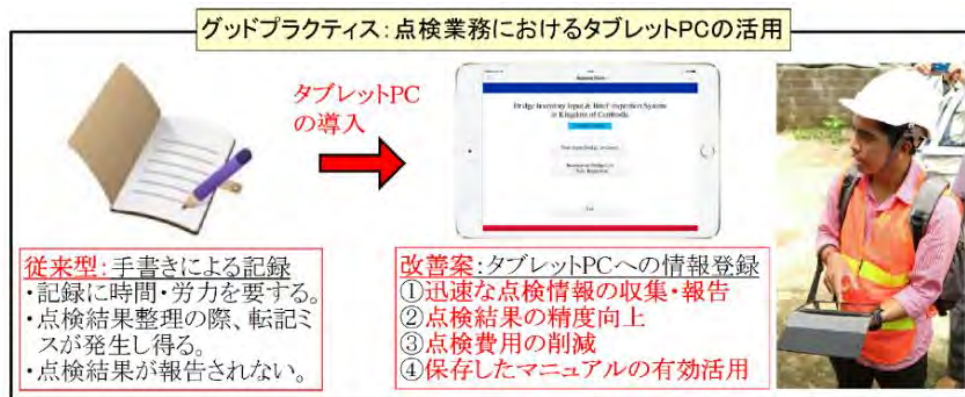 グッドプラクティス：点検業務におけるタブレットPCの活用
タブレットPC
の導入
Bridge Inventory Input & Brief Inspection System
in Kingdom of Cambodia
従来型：手書きによる記録
・記録に時間・労力を要する。
・点検結果整理の際、転記ミ
スが発生し得る。
・点検結果が報告されない。
改善案：タブレットPCへの情報登録
①迅速な点検情報の収集・報告
②点検結果の精度向上
③点検費用の削減
④保存したマニュアルの有効活用